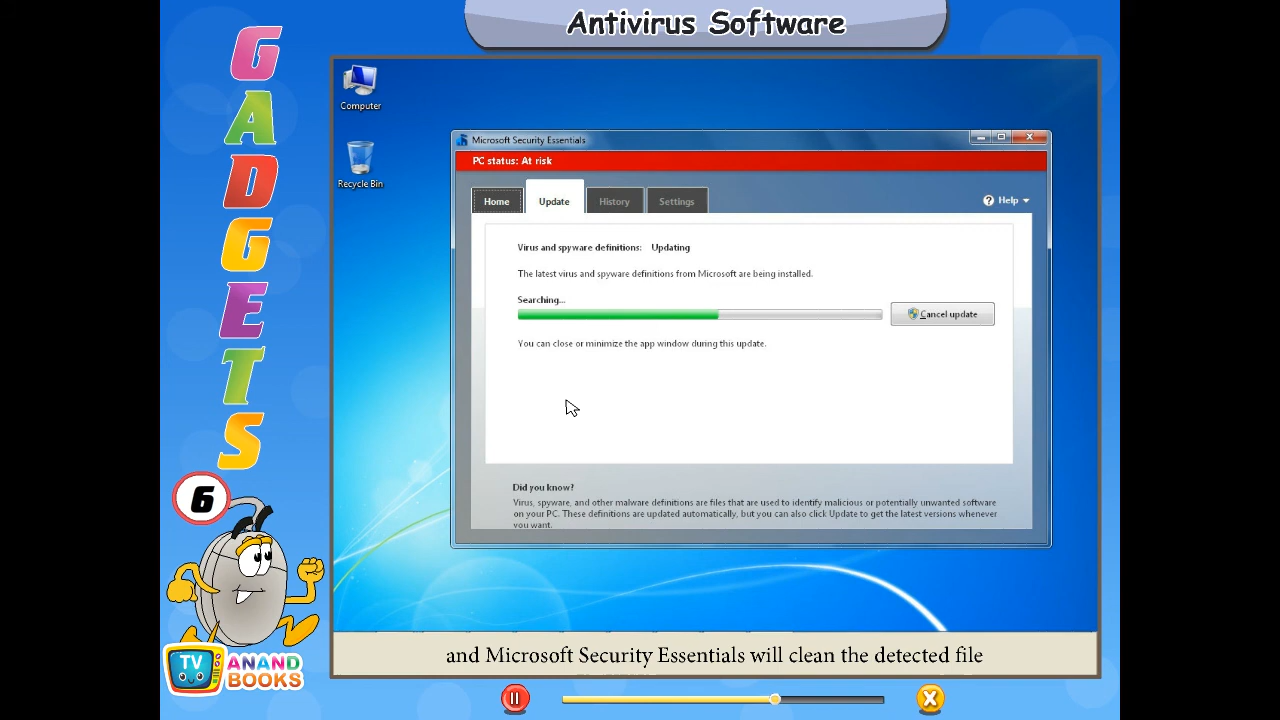 Antivirus Software
GADGETS
6
TV
ANAND
BOOKS
Computer
Recycle Bin
Microsoft Security Essentials
PC status: At risk
Home
Update
History
Settings
? Help
Virus and spyware definitions: Updating
The latest virus and spyware definitions from Microsoft are being installed.
Searching...
Cancel update
You can close or minimize the app window during this update.
Did you know?
Virus, spyware, and other malware definitions are files that are used to identify malicious or potentially unwanted software
on your PC. These definitions are updated automatically, but you can also click Update to get the latest versions whenever
you want.
and Microsoft Security Essentials will clean the detected file